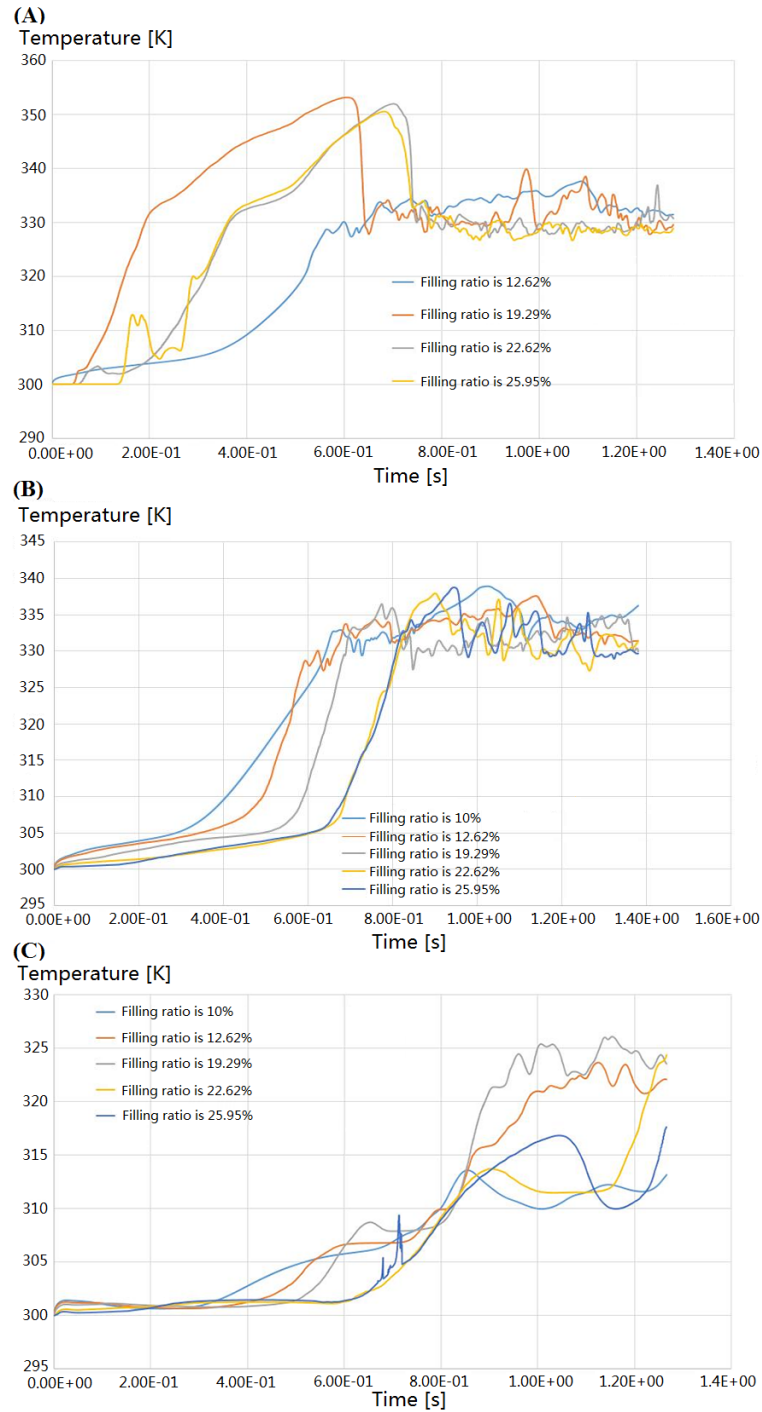 (A)
Temperature [K]
360
350
340
330
320
310
300
290
Filling ratio is 12.62%
Filling ratio is 19.29%
Filling ratio is 22.62%
Filling ratio is 25.95%
0.00E+00 2.00E-01 4.00E-01 6.00E-01 8.00E-01 1.00E+00 1.20E+00 1.40E+00
Time [s]
(B)
Temperature [K]
345
340
335
330
325
320
315
310
305
300
295
Filling ratio is 10%
Filling ratio is 12.62%
Filling ratio is 19.29%
Filling ratio is 22.62%
Filling ratio is 25.95%
0.00E+00 2.00E-01 4.00E-01 6.00E-01 8.00E-01 1.00E+00 1.20E+00 1.40E+00 1.60E+00
Time [s]
(C)
Temperature [K]
330
325
320
315
310
305
300
295
Filling ratio is 10%
Filling ratio is 12.62%
Filling ratio is 19.29%
Filling ratio is 22.62%
Filling ratio is 25.95%
0.00E+00 2.00E-01 4.00E-01 6.00E-01 8.00E-01 1.00E+00 1.20E+00 1.4E+00
Time [s]